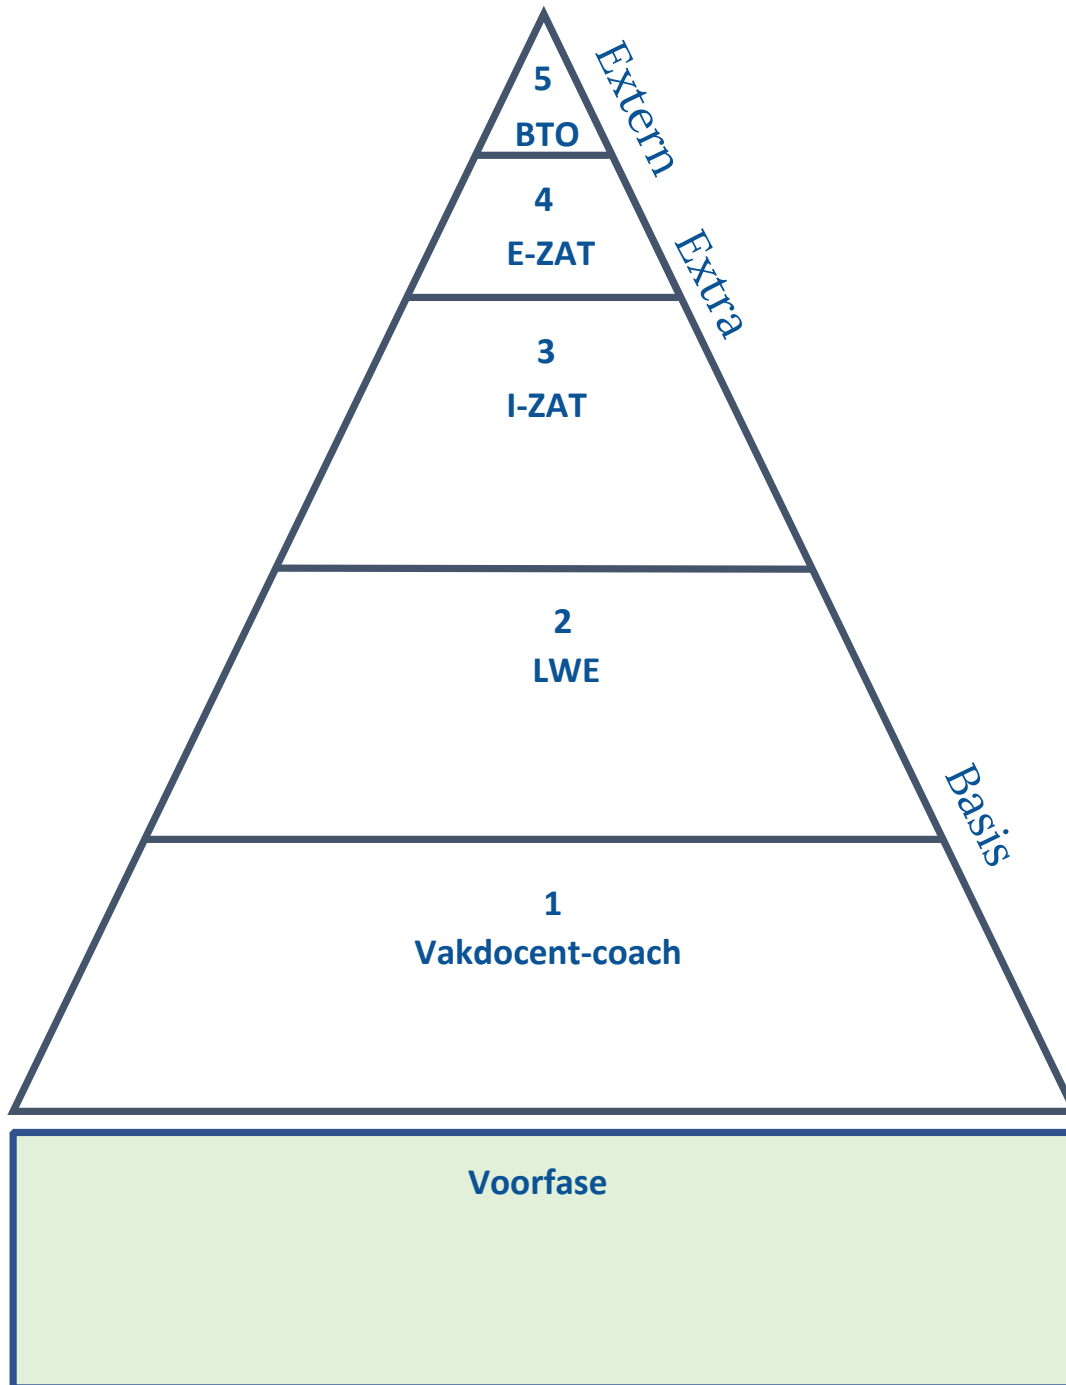 5
BTO
Extern
4
E-ZAT
Extra
3
I-ZAT
2
LWE
Basis
1
Vakdocent-coach
Voorfase